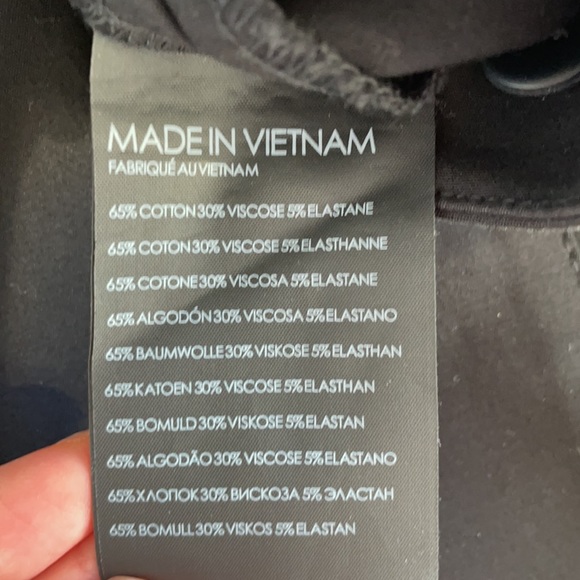 MADE IN VIETNAM
FABRIQUÉ AU VIETNAM
65% COTTON 30% VISCOSE 5% ELASTANE
65% COTON 30% VISCOSE 5% ELASTHANNE
65% COTONE 30% VISCOSA 5% ELASTANE
65% ALGODÓN 30% VISCOSA 5% ELASTANO
65% BAUMWOLLE 30% VISKOSE 5% ELASTHAN
65% KATOEN 30% VISCOSE 5% ELASTHAN
65% BOMULD 30% VISKOSE 5% ELASTAN
65% ALGODÃO 30% VISCOSE 5% ELASTANO
65% ХЛОПОК 30% ВИСКОЗА 5% ЭЛАСТАН
65% BOMULL 30% VISKOS 5% ELASTAN